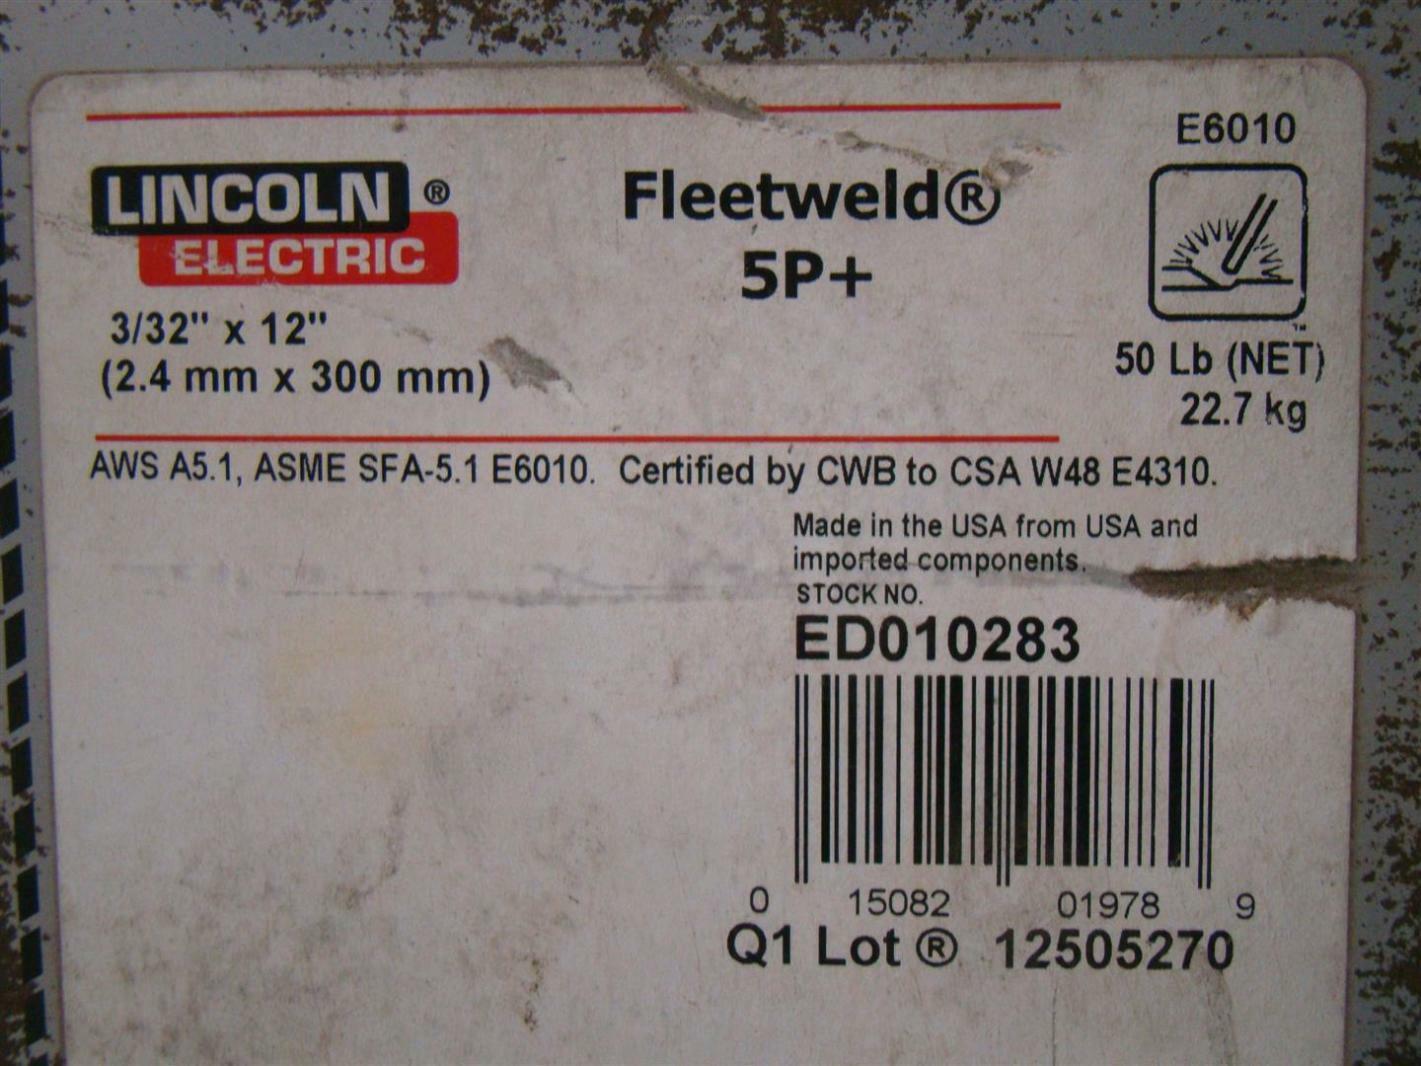 E6010
LINCOLN ®
ELECTRIC
Fleetweld®
5P+
3/32" x 12"
(2.4 mm x 300 mm)
™
50 Lb (NET)
22.7 kg
AWS A5.1, ASME SFA-5.1 E6010. Certified by CWB to CSA W48 E4310.
Made in the USA from USA and
imported components.
STOCK NO.
ED010283
0 15082 01978 9
Q1 Lot ® 12505270